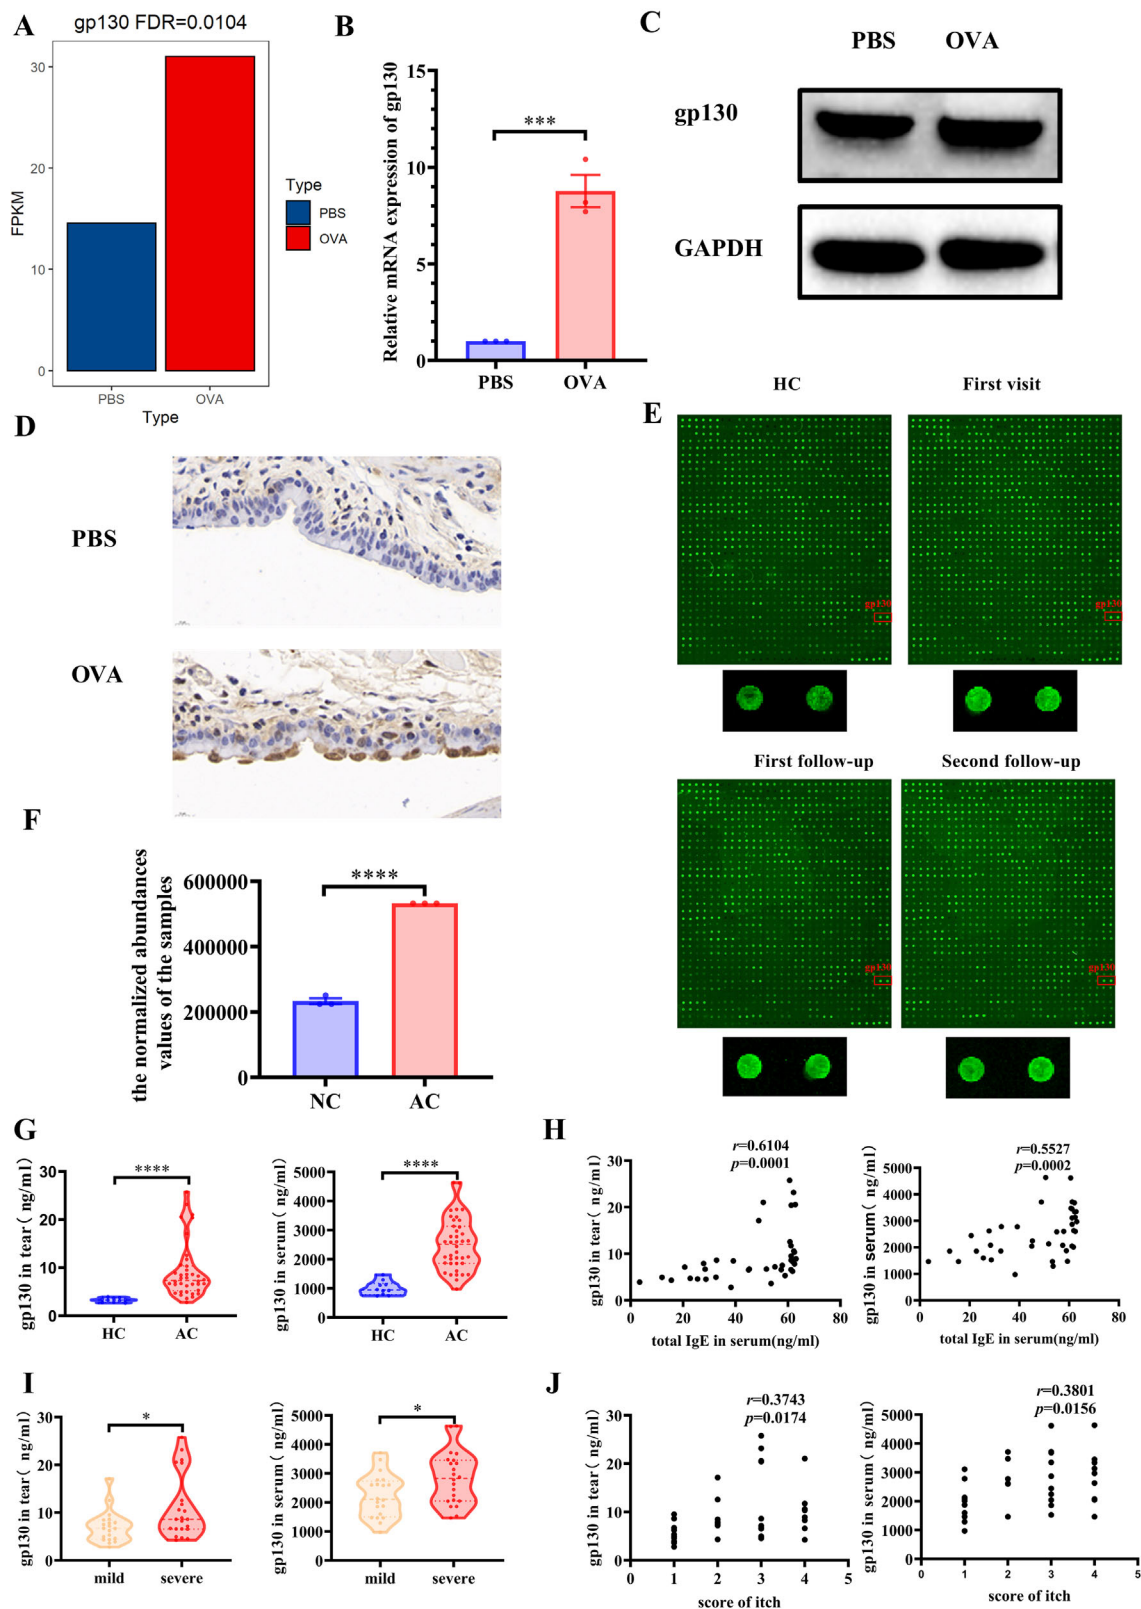 A
gp130 FDR=0.0104
FPKM
30
20
10
0
PBS
OVA
Type
Type
PBS
OVA
B
Relative mRNA expression of gp130
15
10
5
0
***
PBS
OVA
C
PBS
OVA
gp130
GAPDH
D
PBS
OVA
E
HC
First visit
gp130
gp130
First follow-up
Second follow-up
gp130
gp130
F
the normalized abundances
values of the samples
600000
400000
200000
0
****
NC
AC
G
gp130 in tear（ ng/ml）
30
20
10
0
****
HC
AC
gp130 in serum（ ng/ml）
5000
4000
3000
2000
1000
0
****
HC
AC
H
r=0.6104
p=0.0001
gp130 in tear（ ng/ml）
30
20
10
0
0
20
40
60
80
total IgE in serum(ng/ml)
r=0.5527
p=0.0002
gp130 in serum（ ng/ml）
5000
4000
3000
2000
1000
0
0
20
40
60
80
total IgE in serum(ng/ml)
I
gp130 in tear（ ng/ml）
30
20
10
0
*
mild
severe
gp130 in serum（ ng/ml）
5000
4000
3000
2000
1000
0
*
mild
severe
J
r=0.3743
p=0.0174
gp130 in tear（ ng/ml）
30
20
10
0
0
1
2
3
4
5
score of itch
r=0.3801
p=0.0156
gp130 in serum（ ng/ml）
5000
4000
3000
2000
1000
0
0
1
2
3
4
5
score of itch